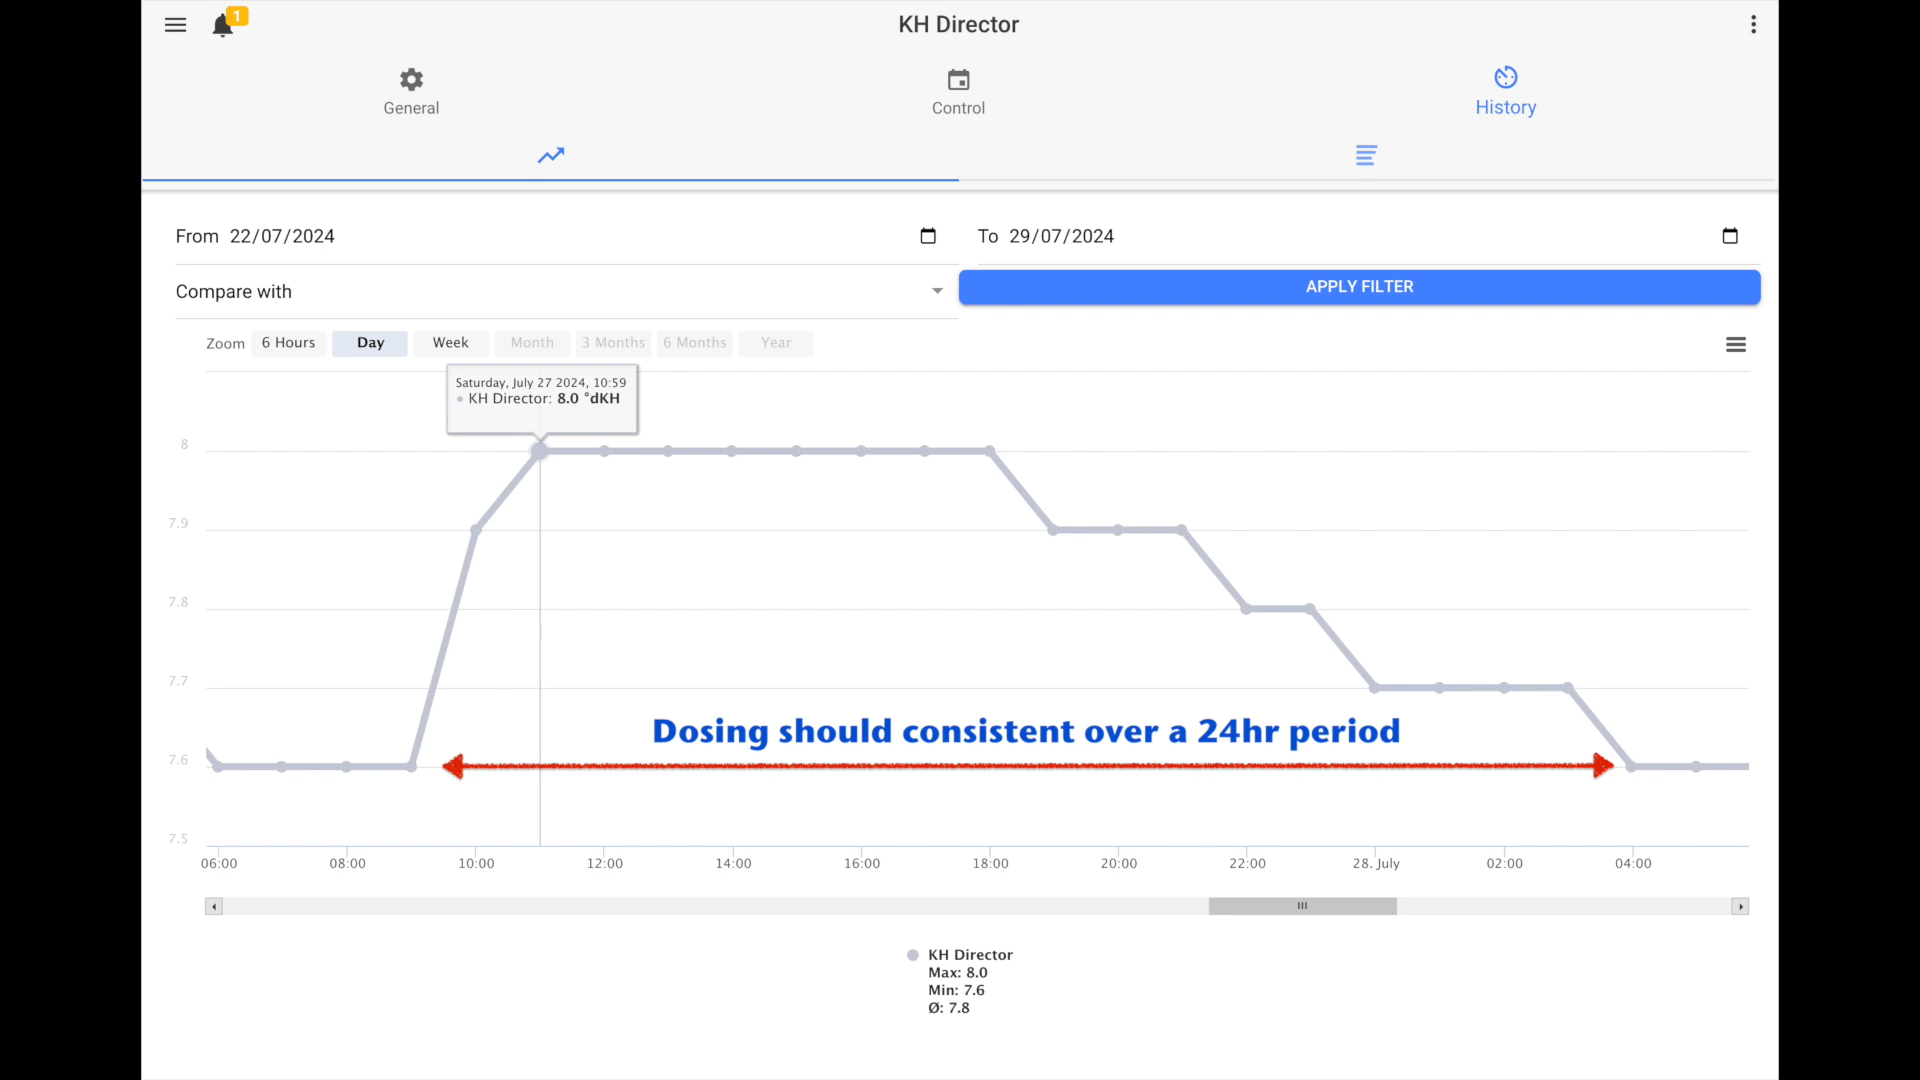 1
KH Director
General
Control
History
From 22/07/2024
To 29/07/2024
Compare with
APPLY FILTER
Zoom 6 Hours Day Week Month 3 Months 6 Months Year
Saturday, July 27 2024, 10:59
KH Director: 8.0 °dKH
8
7.9
7.8
7.7
Dosing should consistent over a 24hr period
7.6
7.5
06:00 08:00 10:00 12:00 14:00 16:00 18:00 20:00 22:00 28. July 02:00 04:00
KH Director
Max: 8.0
Min: 7.6
Ø: 7.8